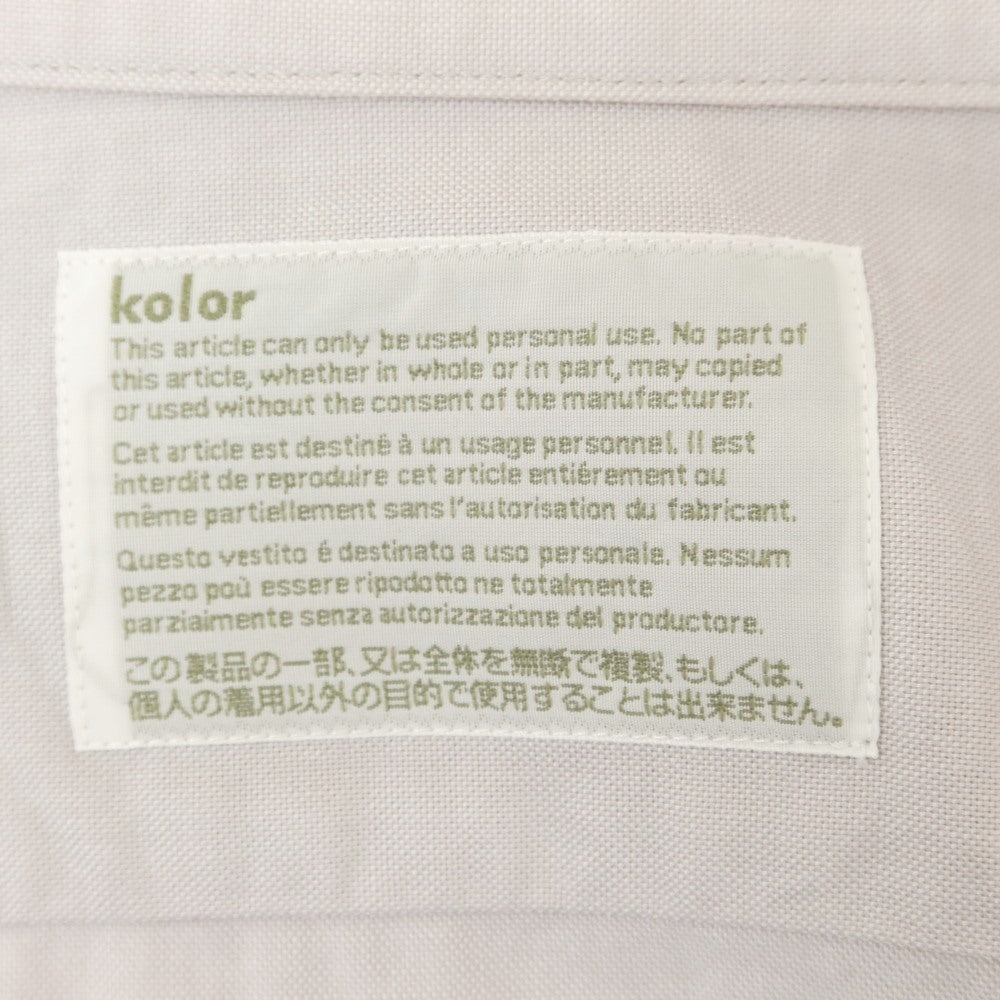 kolor
This article can only be used personal use. No part of
this article, whether in whole or in part, may copied
or used without the consent of the manufacturer.
Cet article est destiné à un usage personnel. Il est
interdit de reproduire cet article entiérement ou
même partiellement sans l'autorisation du fabricant.
Questo vestito é destinato a uso personale. Nessum
pezzo poú essere ripodotto ne totalmente
parziaimente senza autorizzazione del productore.
この製品の一部、又は全体を無断で複製、もしくは、
個人の着用以外の目的で使用することは出来ません。